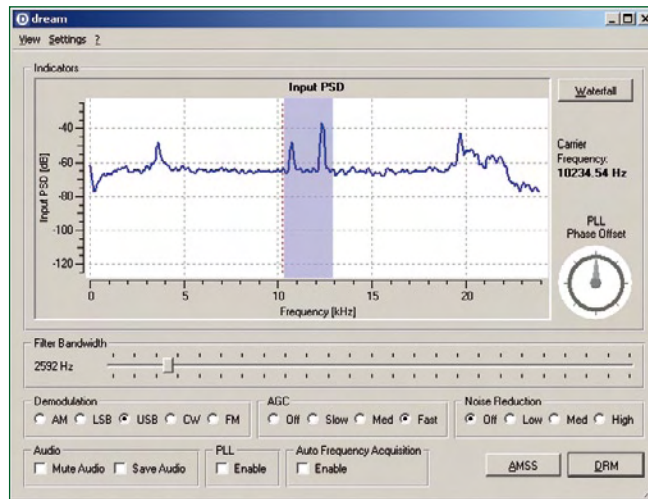 dream
View Settings ?
Indicators
Input PSD
Waterfall
Carrier
Frequency:
10234.54 Hz
PLL
Phase Offset
Input PSD [dB]
-40
-60
-80
-100
-120
0 5 10 15 20
Frequency [kHz]
Filter Bandwidth
2592 Hz
Demodulation
AM LSB USB CW FM
AGC
Off Slow Med Fast
Noise Reduction
Off Low Med High
Audio
Mute Audio Save Audio
PLL
Enable
Auto Frequency Acquisition
Enable
AMSS
DRM